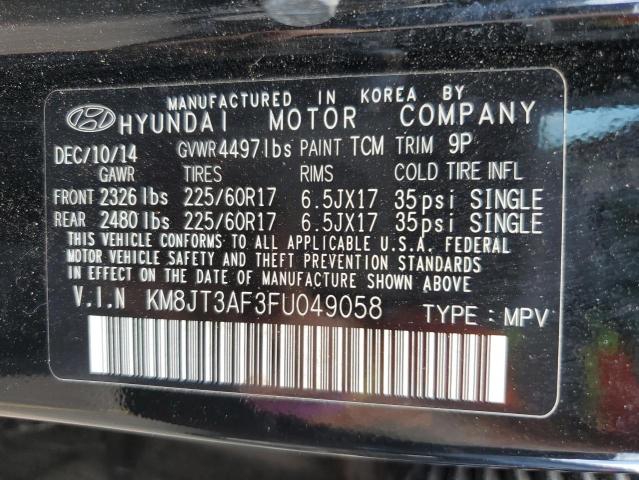 MANUFACTURED IN KOREA BY
HYUNDAI MOTOR COMPANY
DEC/10/14 GVWR 4497lbs PAINT TCM TRIM 9P
GAWR TIRES RIMS COLD TIRE INFL
FRONT 2326 lbs 225/60R17 6.5JX17 35psi SINGLE
REAR 2480 lbs 225/60R17 6.5JX17 35psi SINGLE
THIS VEHICLE CONFORMS TO ALL APPLICABLE U.S.A. FEDERAL
MOTOR VEHICLE SAFETY AND THEFT PREVENTION STANDARDS
IN EFFECT ON THE DATE OF MANUFACTURE SHOWN ABOVE
V.I.N KM8JT3AF3FU049058 TYPE : MPV